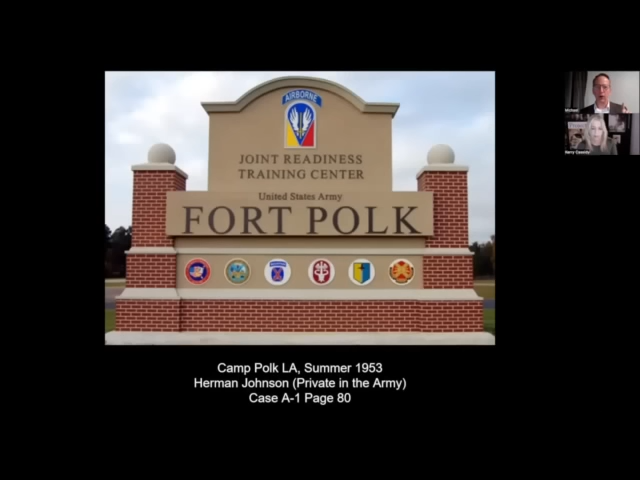 AIRBORNE
JOINT READINESS
TRAINING CENTER
United States Army
FORT POLK
Camp Polk LA, Summer 1953
Herman Johnson (Private in the Army)
Case A-1 Page 80